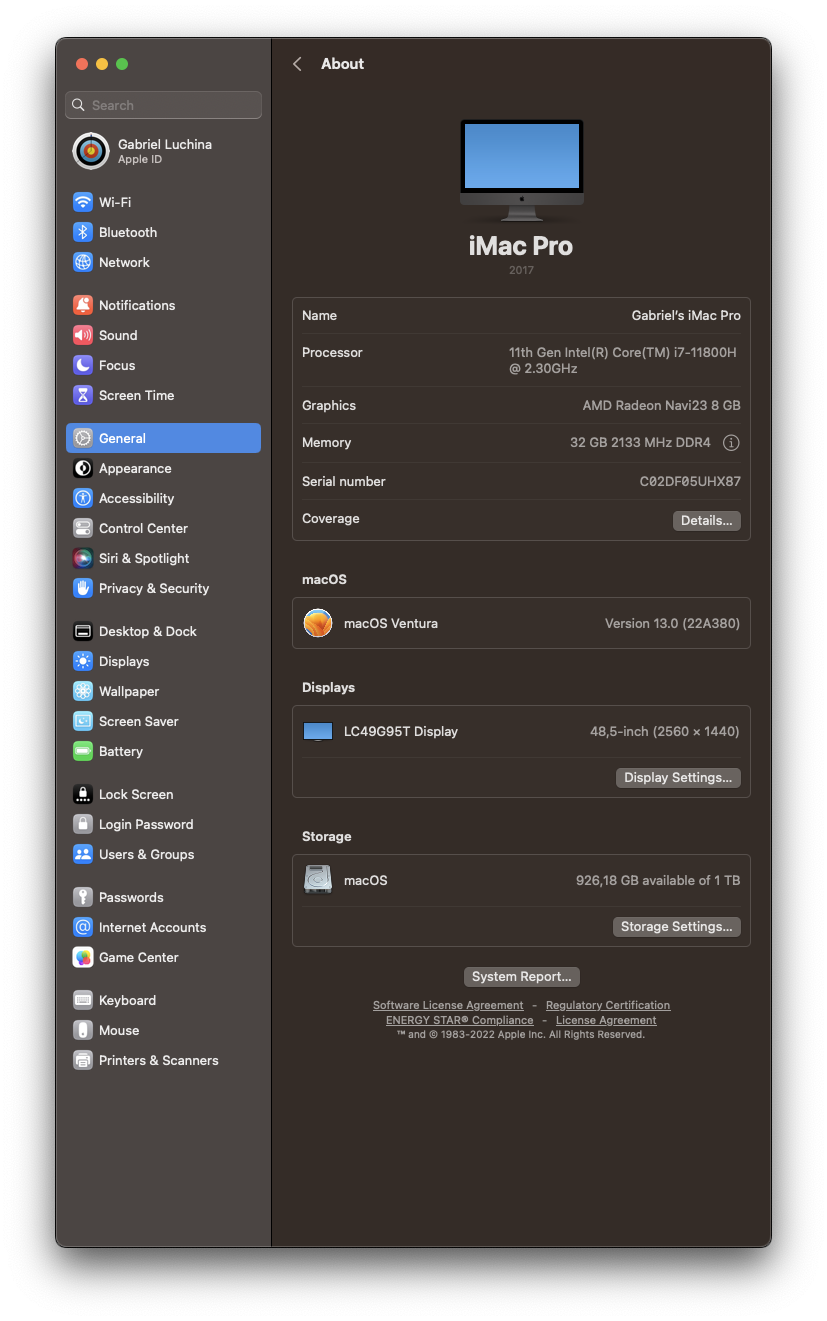 Search
Gabriel Luchina
Apple ID
Wi-Fi
Bluetooth
Network
Notifications
Sound
Focus
Screen Time
General
Appearance
Accessibility
Control Center
Siri & Spotlight
Privacy & Security
Desktop & Dock
Displays
Wallpaper
Screen Saver
Battery
Lock Screen
Login Password
Users & Groups
Passwords
Internet Accounts
Game Center
Keyboard
Mouse
Printers & Scanners
About
iMac Pro
2017
Name Gabriel's iMac Pro
Processor 11th Gen Intel(R) Core(TM) i7-11800H
@ 2.30GHz
Graphics AMD Radeon Navi23 8 GB
Memory 32 GB 2133 MHz DDR4
Serial number C02DF05UHX87
Coverage Details...
macOS
macOS Ventura Version 13.0 (22A380)
Displays
LC49G95T Display 48,5-inch (2560 × 1440)
Display Settings...
Storage
macOS 926,18 GB available of 1 TB
Storage Settings...
System Report...
Software License Agreement - Regulatory Certification
ENERGY STAR® Compliance - License Agreement
™ and © 1983-2022 Apple Inc. All Rights Reserved.